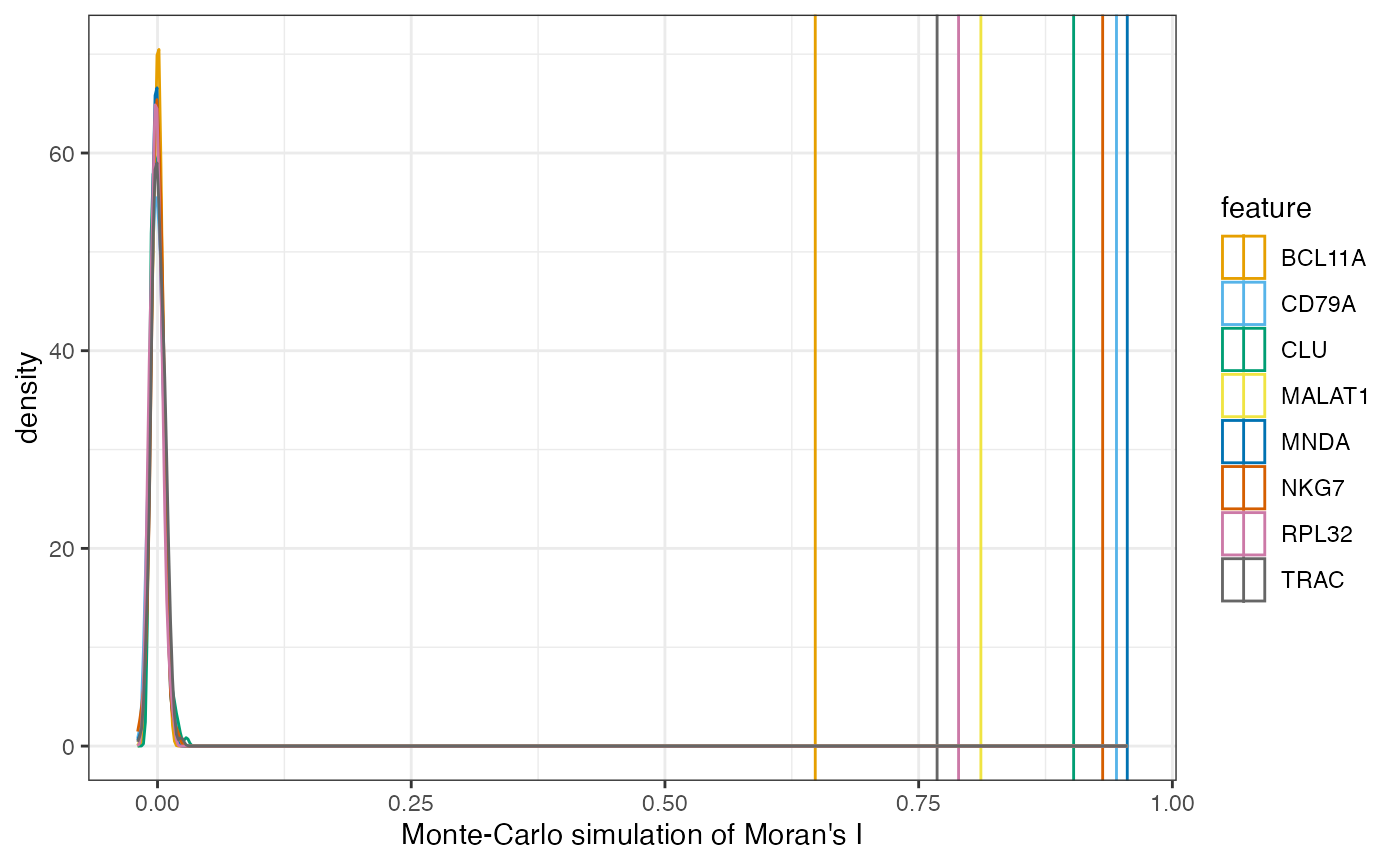 density
60
40
20
0
0.00 0.25 0.50 0.75 1.00
Monte-Carlo simulation of Moran's I
feature
BCL11A
CD79A
CLU
MALAT1
MNDA
NKG7
RPL32
TRAC